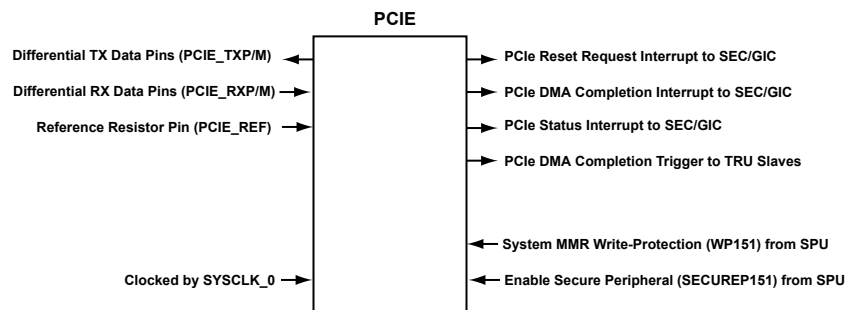 PCIE
Differential TX Data Pins (PCIE_TXP/M)
Differential RX Data Pins (PCIE_RXP/M)
Reference Resistor Pin (PCIE_REF)
Clocked by SYSCLK_0
PCIe Reset Request Interrupt to SEC/GIC
PCIe DMA Completion Interrupt to SEC/GIC
PCIe Status Interrupt to SEC/GIC
PCIe DMA Completion Trigger to TRU Slaves
System MMR Write-Protection (WP151) from SPU
Enable Secure Peripheral (SECUREP151) from SPU